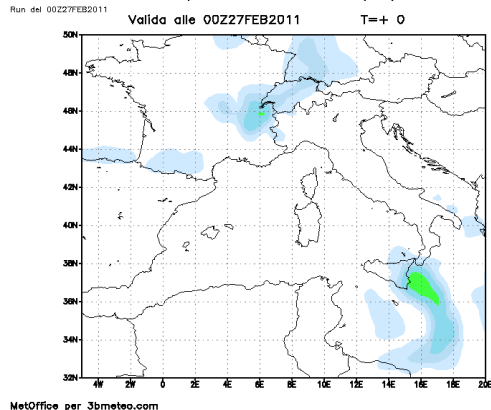 Run del 00Z27FEB2011
Valida alle 00Z27FEB2011 T=+ 0
50N
48N
46N
44N
42N
40N
38N
36N
34N
32N
4W 2W 0 2E 4E 6E 8E 10E 12E 14E 16E 18E 20E
MetOffice per 3bmeteo.com